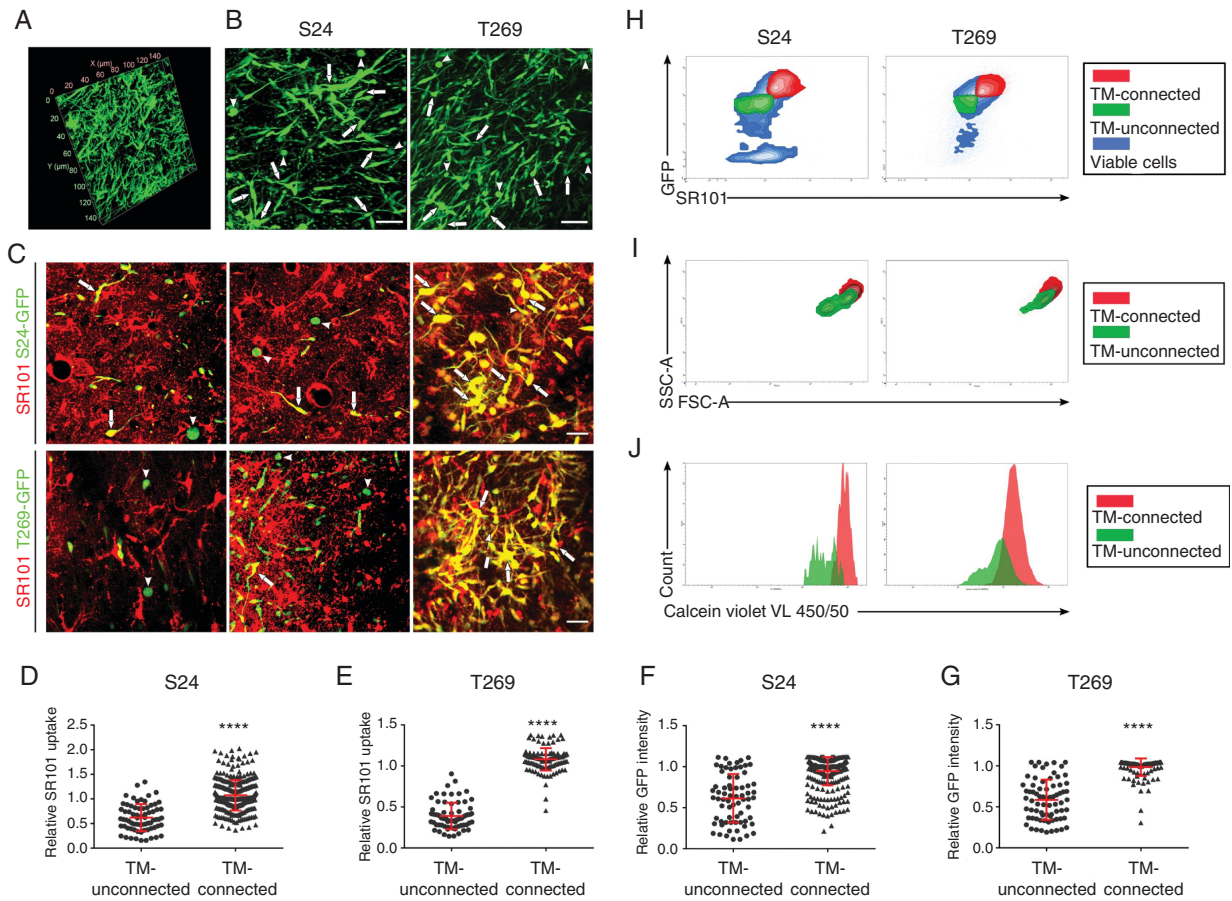 A
X (µm)
0
20
40
60
80
100
120
140
0
20
40
60
Y (µm)
80
100
120
140
B
S24
T269
C
SR101 S24-GFP
SR101 T269-GFP
D
S24
Relative SR101 uptake
2.5
2.0
1.5
1.0
0.5
0.0
****
TM-
unconnected
TM-
connected
E
T269
Relative SR101 uptake
1.5
1.0
0.5
0.0
****
TM-
unconnected
TM-
connected
F
S24
Relative GFP intensity
1.5
1.0
0.5
0.0
****
TM-
unconnected
TM-
connected
G
T269
Relative GFP intensity
1.5
1.0
0.5
0.0
****
TM-
unconnected
TM-
connected
H
S24
T269
GFP
SR101
TM-connected
TM-unconnected
Viable cells
I
SSC-A
FSC-A
TM-connected
TM-unconnected
J
Count
Calcein violet VL 450/50
TM-connected
TM-unconnected